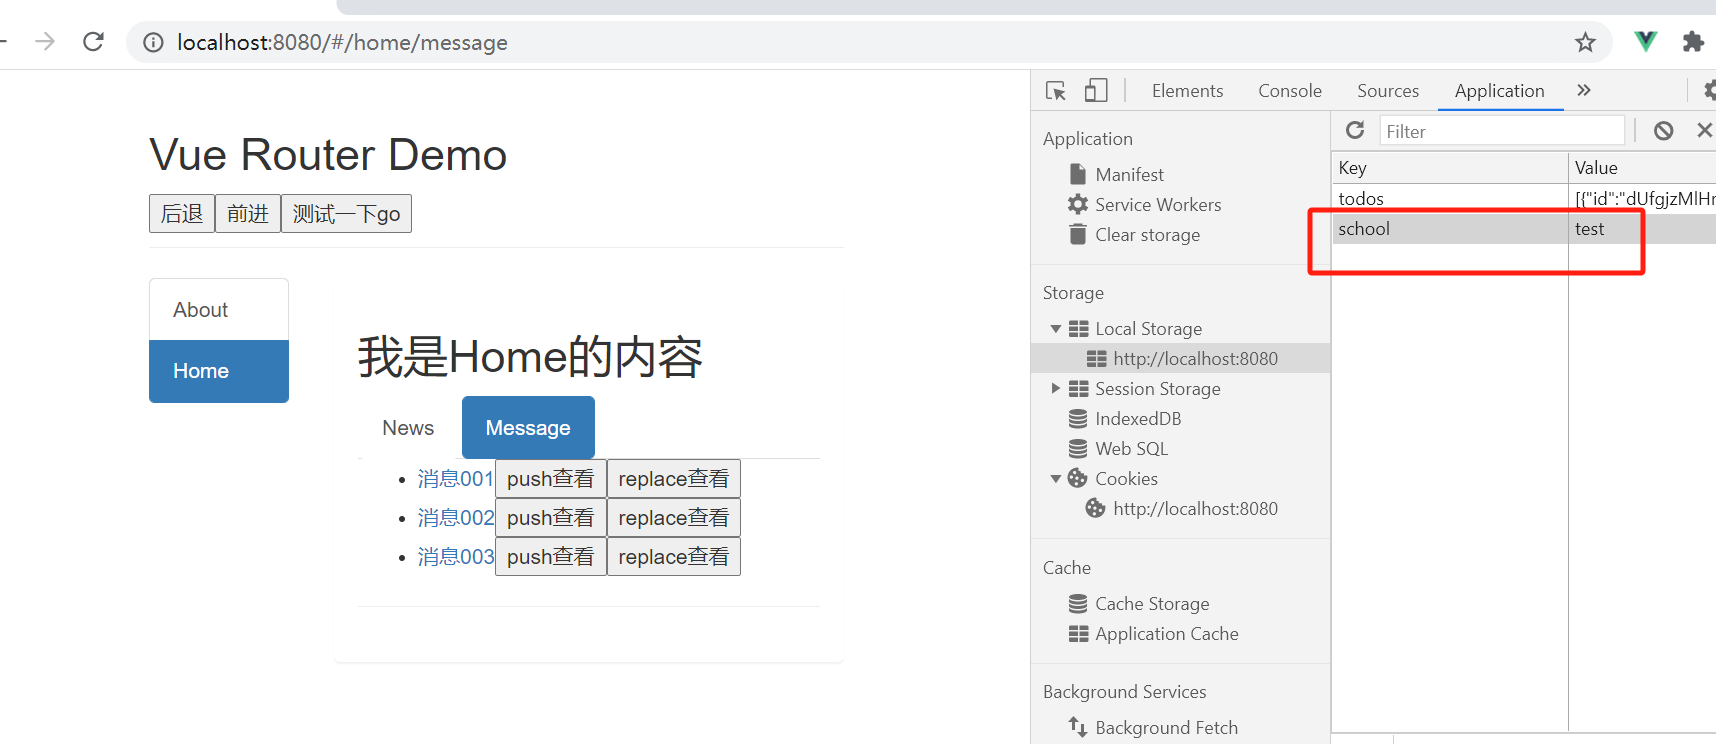 localhost:8080/#/home/message
Vue Router Demo
后退 前进 测试一下go
About
Home
我是Home的内容
News Message
消息001 push查看 replace查看
消息002 push查看 replace查看
消息003 push查看 replace查看
Elements Console Sources Application »
Application
Manifest
Service Workers
Clear storage
Storage
Local Storage
http://localhost:8080
Session Storage
IndexedDB
Web SQL
Cookies
http://localhost:8080
Cache
Cache Storage
Application Cache
Background Services
Background Fetch
Filter
Key Value
todos [{"id":"dUfgjzMlHr
school test